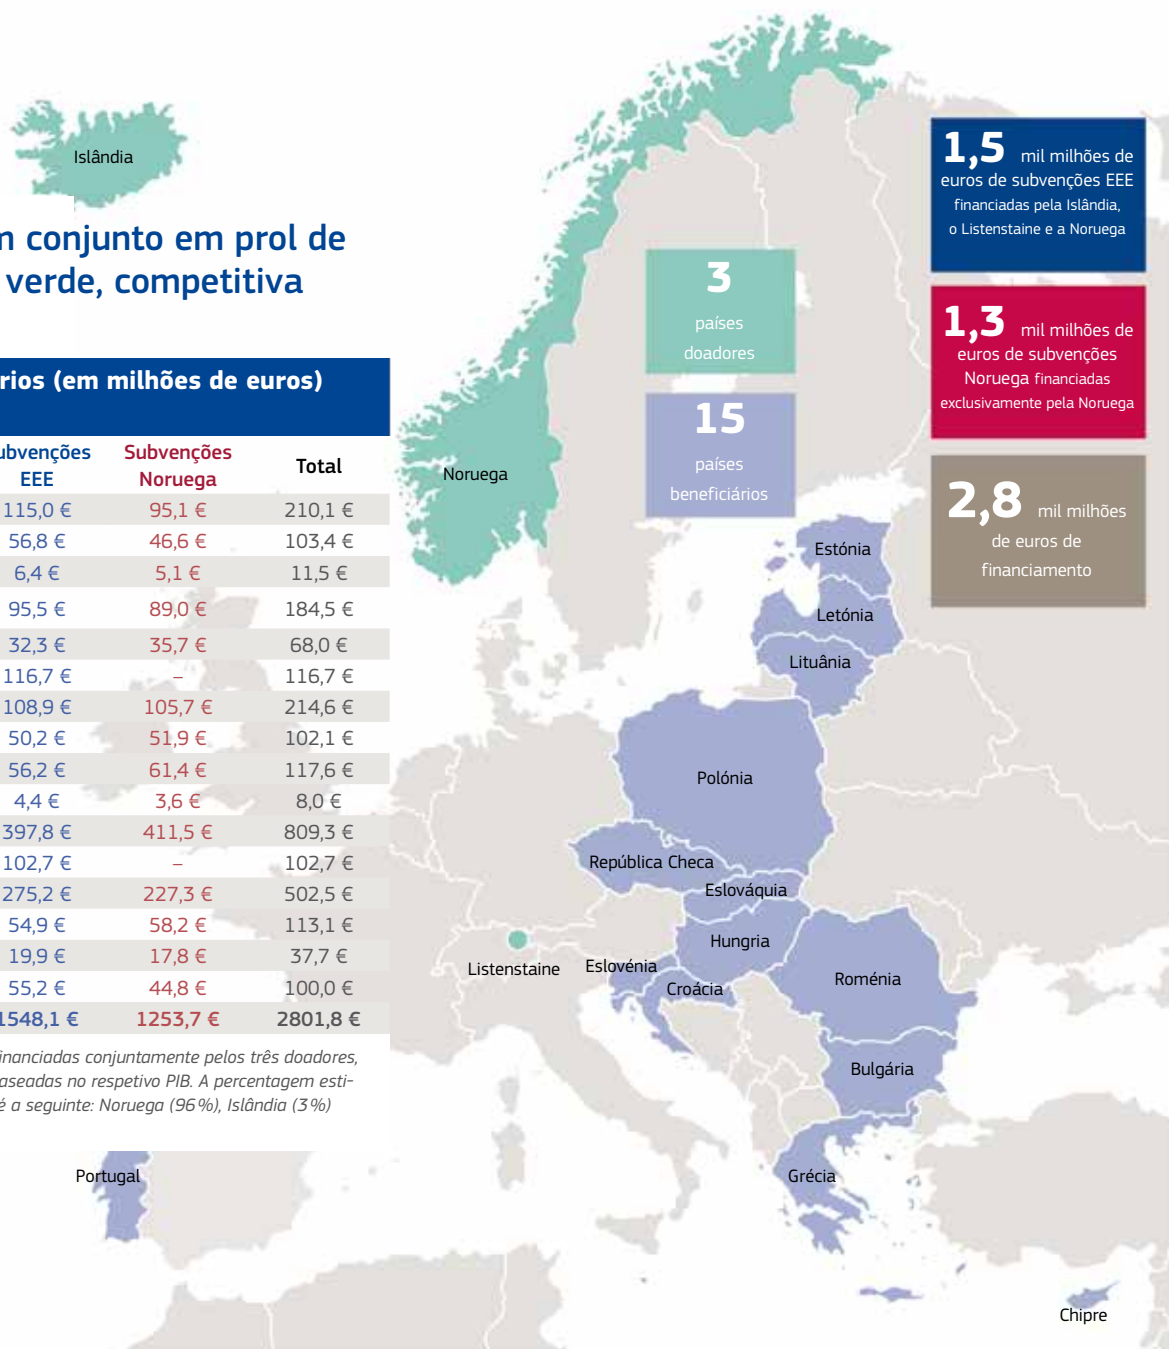 Islândia
conjunto em prol de
verde, competitiva
(em milhões de euros)
EEE
Subvenções
Noruega
Total
115,0 € 95,1 € 210,1 €
56,8 € 46,6 € 103,4 €
6,4 € 5,1 € 11,5 €
95,5 € 89,0 € 184,5 €
32,3 € 35,7 € 68,0 €
116,7 € – 116,7 €
108,9 € 105,7 € 214,6 €
50,2 € 51,9 € 102,1 €
56,2 € 61,4 € 117,6 €
4,4 € 3,6 € 8,0 €
397,8 € 411,5 € 809,3 €
102,7 € – 102,7 €
275,2 € 227,3 € 502,5 €
54,9 € 58,2 € 113,1 €
19,9 € 17,8 € 37,7 €
55,2 € 44,8 € 100,0 €
1548,1 € 1253,7 € 2801,8 €
financiadas conjuntamente pelos três doadores,
baseadas no respetivo PIB. A percentagem esti-
é a seguinte: Noruega (96 %), Islândia (3 %)
3
países
doadores
15
países
beneficiários
1,5 mil milhões de
euros de subvenções EEE
financiadas pela Islândia,
o Listenstaine e a Noruega
1,3 mil milhões de
euros de subvenções
Noruega financiadas
exclusivamente pela Noruega
2,8 mil milhões
de euros de
financiamento
Noruega
Estónia
Letónia
Lituânia
Polónia
República Checa
Eslováquia
Hungria
Listenstaine
Eslovénia
Croácia
Roménia
Bulgária
Portugal
Grécia
Chipre